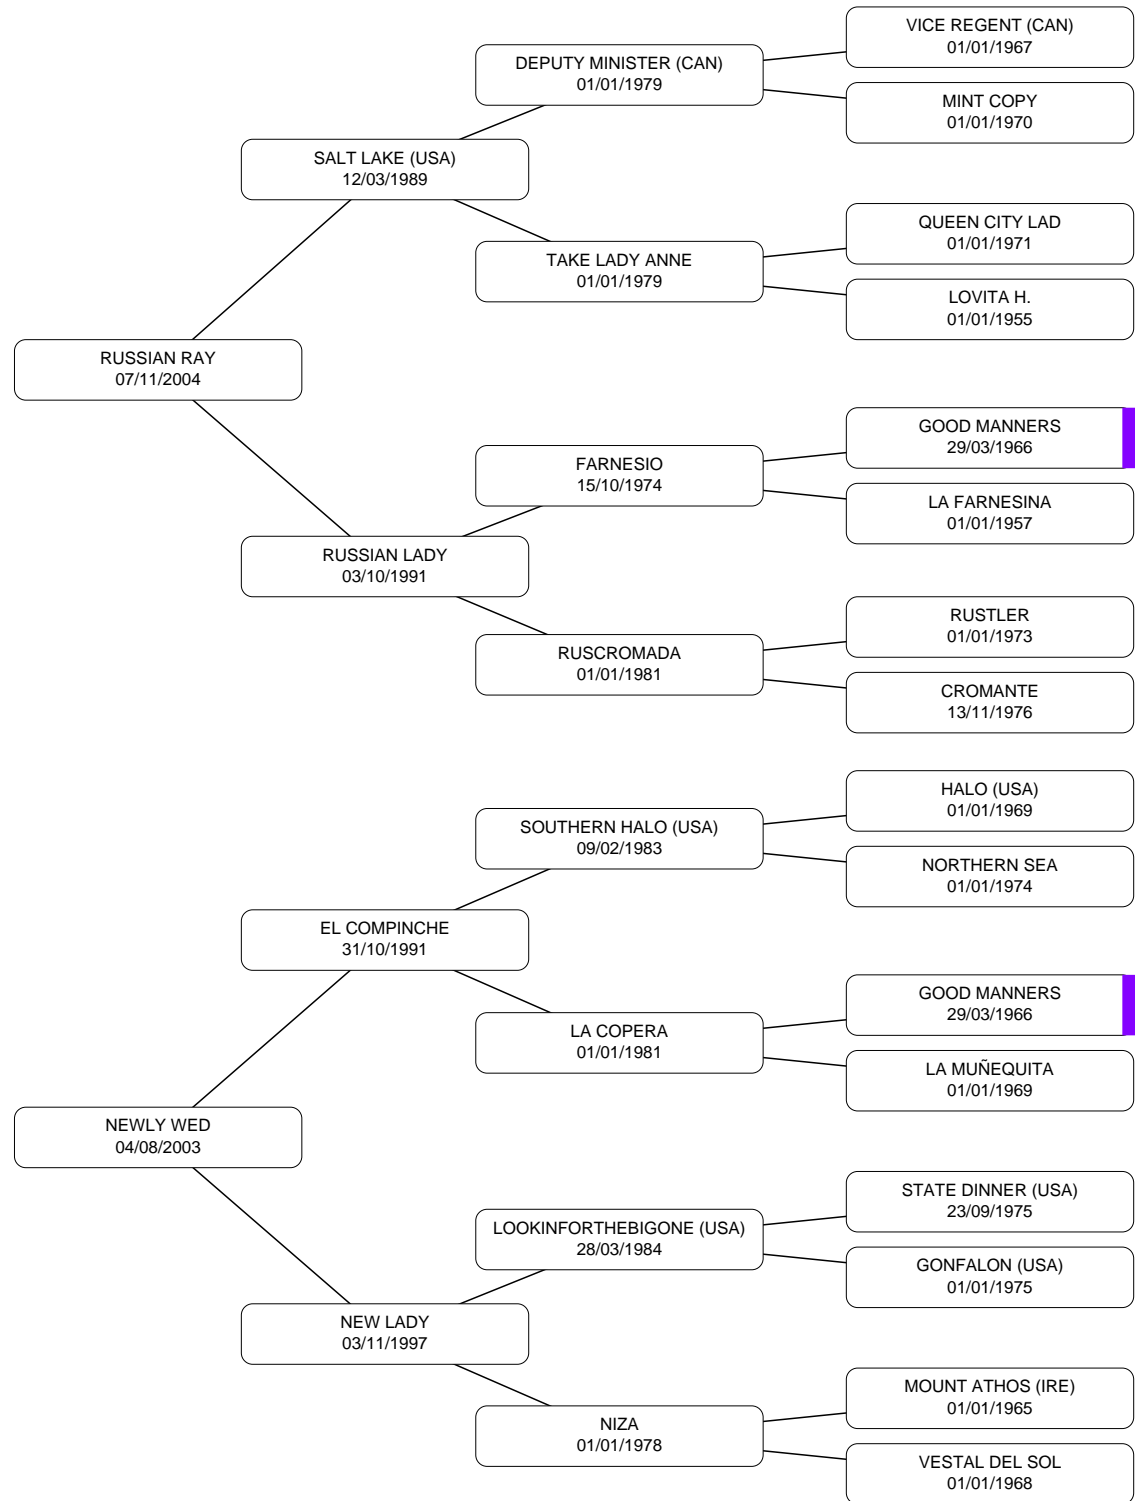 VICE REGENT (CAN)
01/01/1967
DEPUTY MINISTER (CAN)
01/01/1979
MINT COPY
01/01/1970
SALT LAKE (USA)
12/03/1989
QUEEN CITY LAD
01/01/1971
TAKE LADY ANNE
01/01/1979
LOVITA H.
01/01/1955
RUSSIAN RAY
07/11/2004
GOOD MANNERS
29/03/1966
FARNESIO
15/10/1974
LA FARNESINA
01/01/1957
RUSSIAN LADY
03/10/1991
RUSTLER
01/01/1973
RUSCROMADA
01/01/1981
CROMANTE
13/11/1976
HALO (USA)
01/01/1969
SOUTHERN HALO (USA)
09/02/1983
NORTHERN SEA
01/01/1974
EL COMPINCHE
31/10/1991
GOOD MANNERS
29/03/1966
LA COPERA
01/01/1981
LA MUÑEQUITA
01/01/1969
NEWLY WED
04/08/2003
STATE DINNER (USA)
23/09/1975
LOOKINFORTHEBIGONE (USA)
28/03/1984
GONFALON (USA)
01/01/1975
NEW LADY
03/11/1997
MOUNT ATHOS (IRE)
01/01/1965
NIZA
01/01/1978
VESTAL DEL SOL
01/01/1968